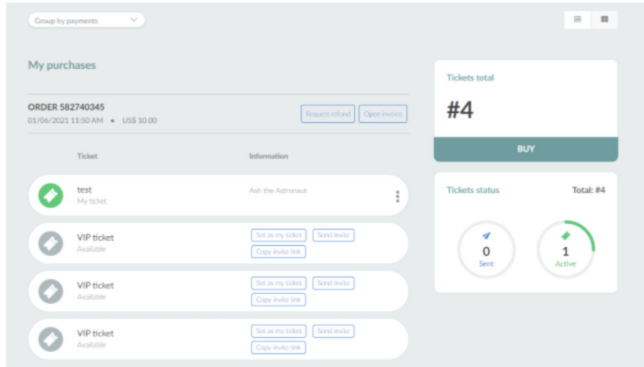 Group by payments
My purchases
ORDER 582740345
01/06/2021 11:50 AM • US$ 10.00
Request refund
Open invoice
Ticket
Information
test
My ticket
Ash the Astronaut
VIP ticket
Available
Set as my ticket
Send invite
Copy invite link
VIP ticket
Available
Set as my ticket
Send invite
Copy invite link
VIP ticket
Available
Set as my ticket
Send invite
Copy invite link
Tickets total
#4
BUY
Tickets status
Total: #4
0
Sent
1
Active